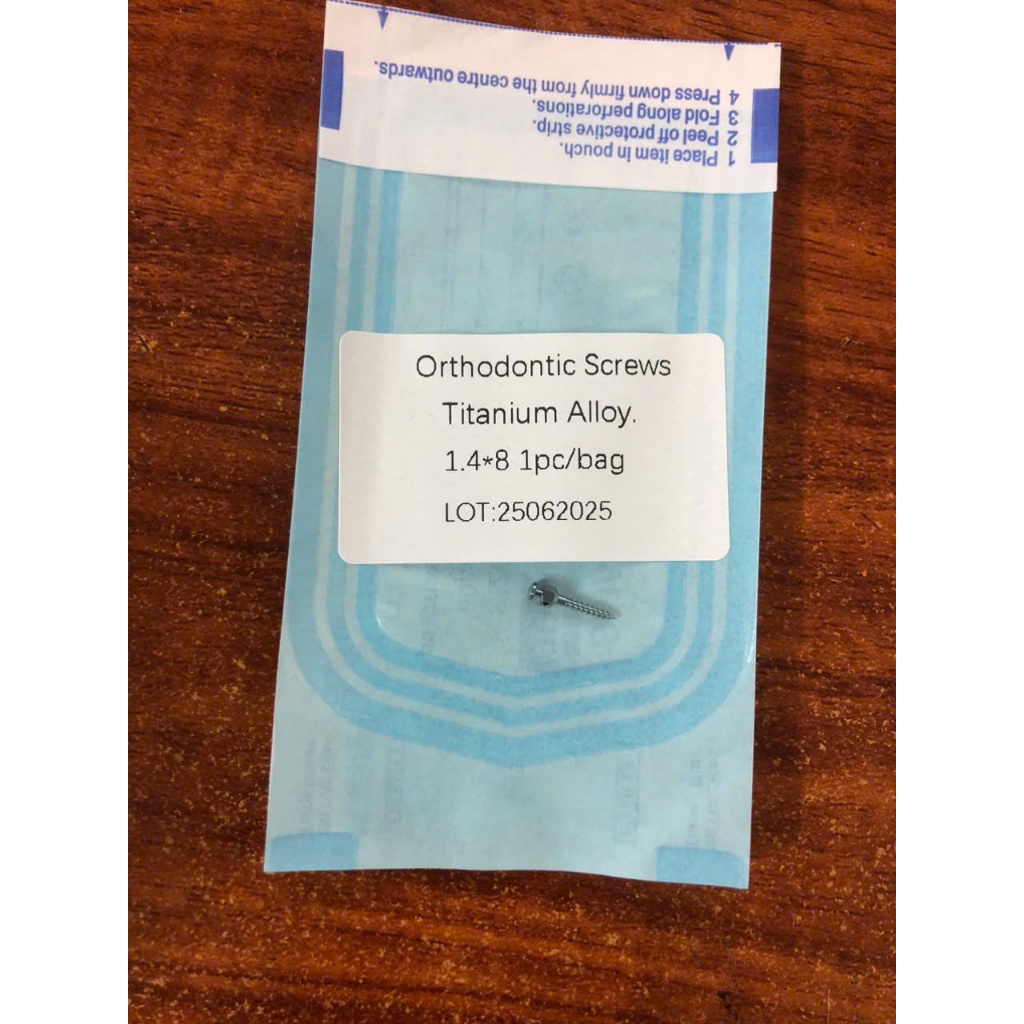 4 Press down firmly from the centre outwards.
3 Fold along perforations.
2 Peel off protective strip.
1 Place item in pouch.
Orthodontic Screws
Titanium Alloy.
1.4*8 1pc/bag
LOT:25062025